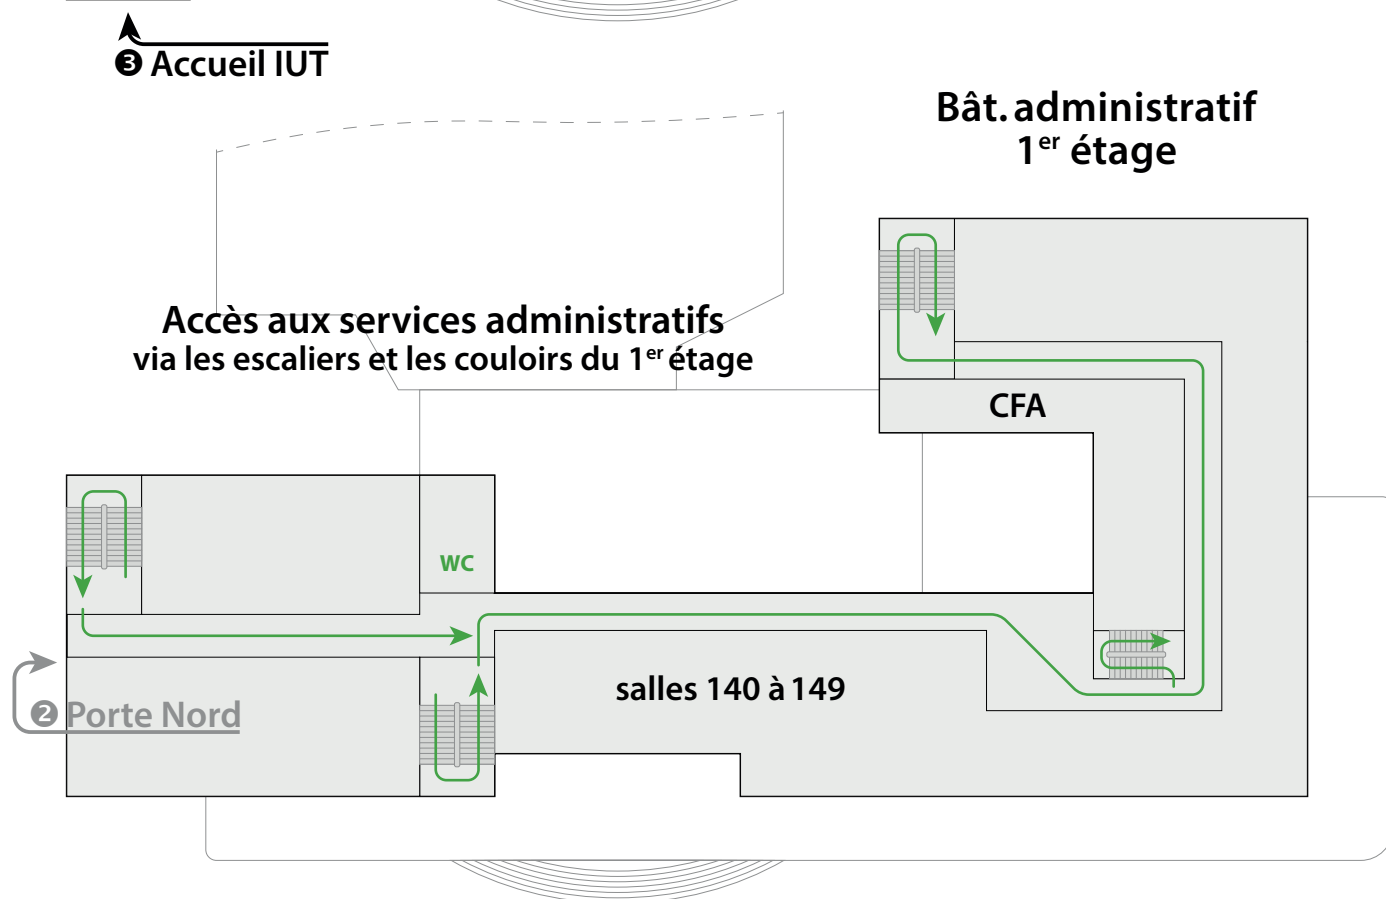 ❸ Accueil IUT
Bât. administratif
1er étage
Accès aux services administratifs
via les escaliers et les couloirs du 1er étage
CFA
WC
salles 140 à 149
❷ Porte Nord